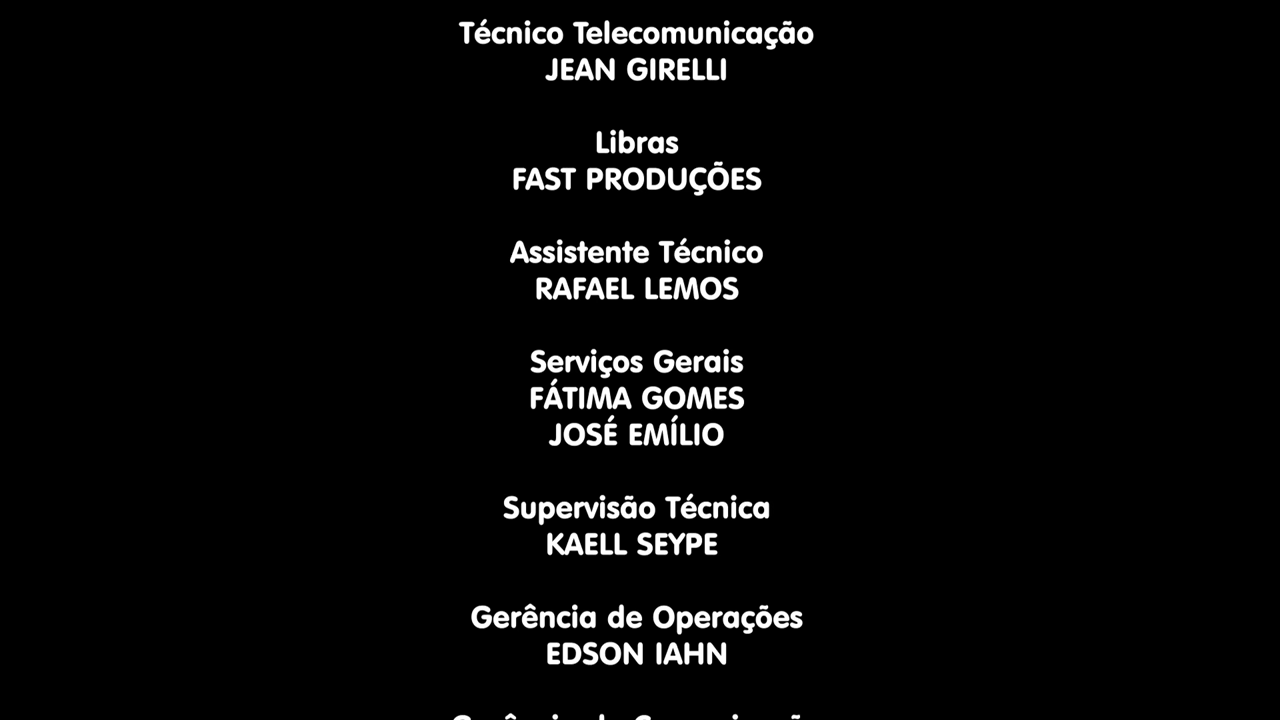 Técnico Telecomunicação
JEAN GIRELLI
Libras
FAST PRODUÇÕES
Assistente Técnico
RAFAEL LEMOS
Serviços Gerais
FÁTIMA GOMES
JOSÉ EMÍLIO
Supervisão Técnica
KAELL SEYPE
Gerência de Operações
EDSON IAHN